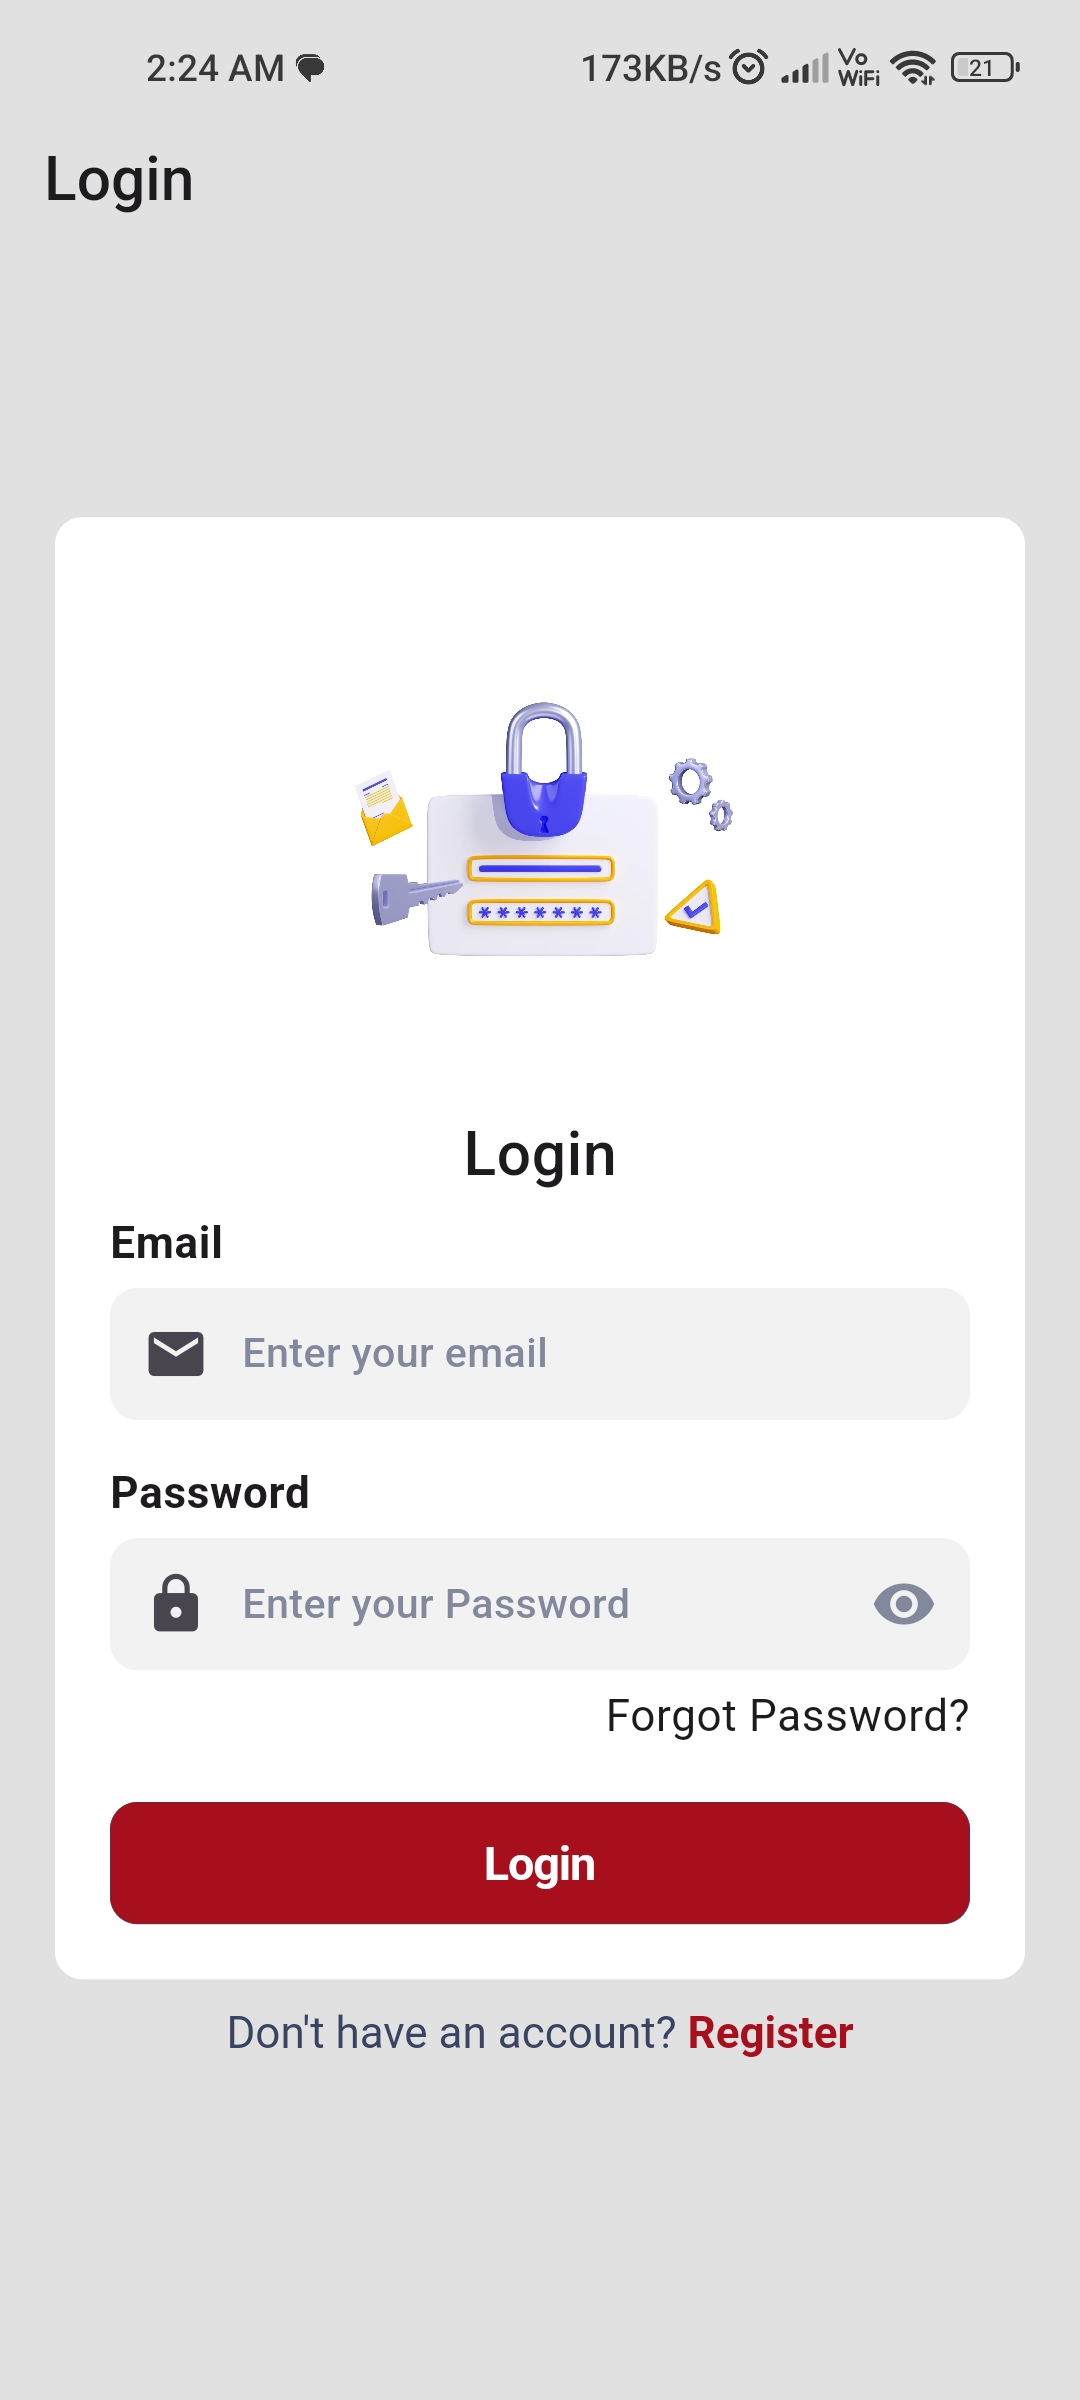 2:24 AM 173KB/s Vo WiFi 21
Login
*******
Login
Email
Enter your email
Password
Enter your Password
Forgot Password?
Login
Don't have an account? Register